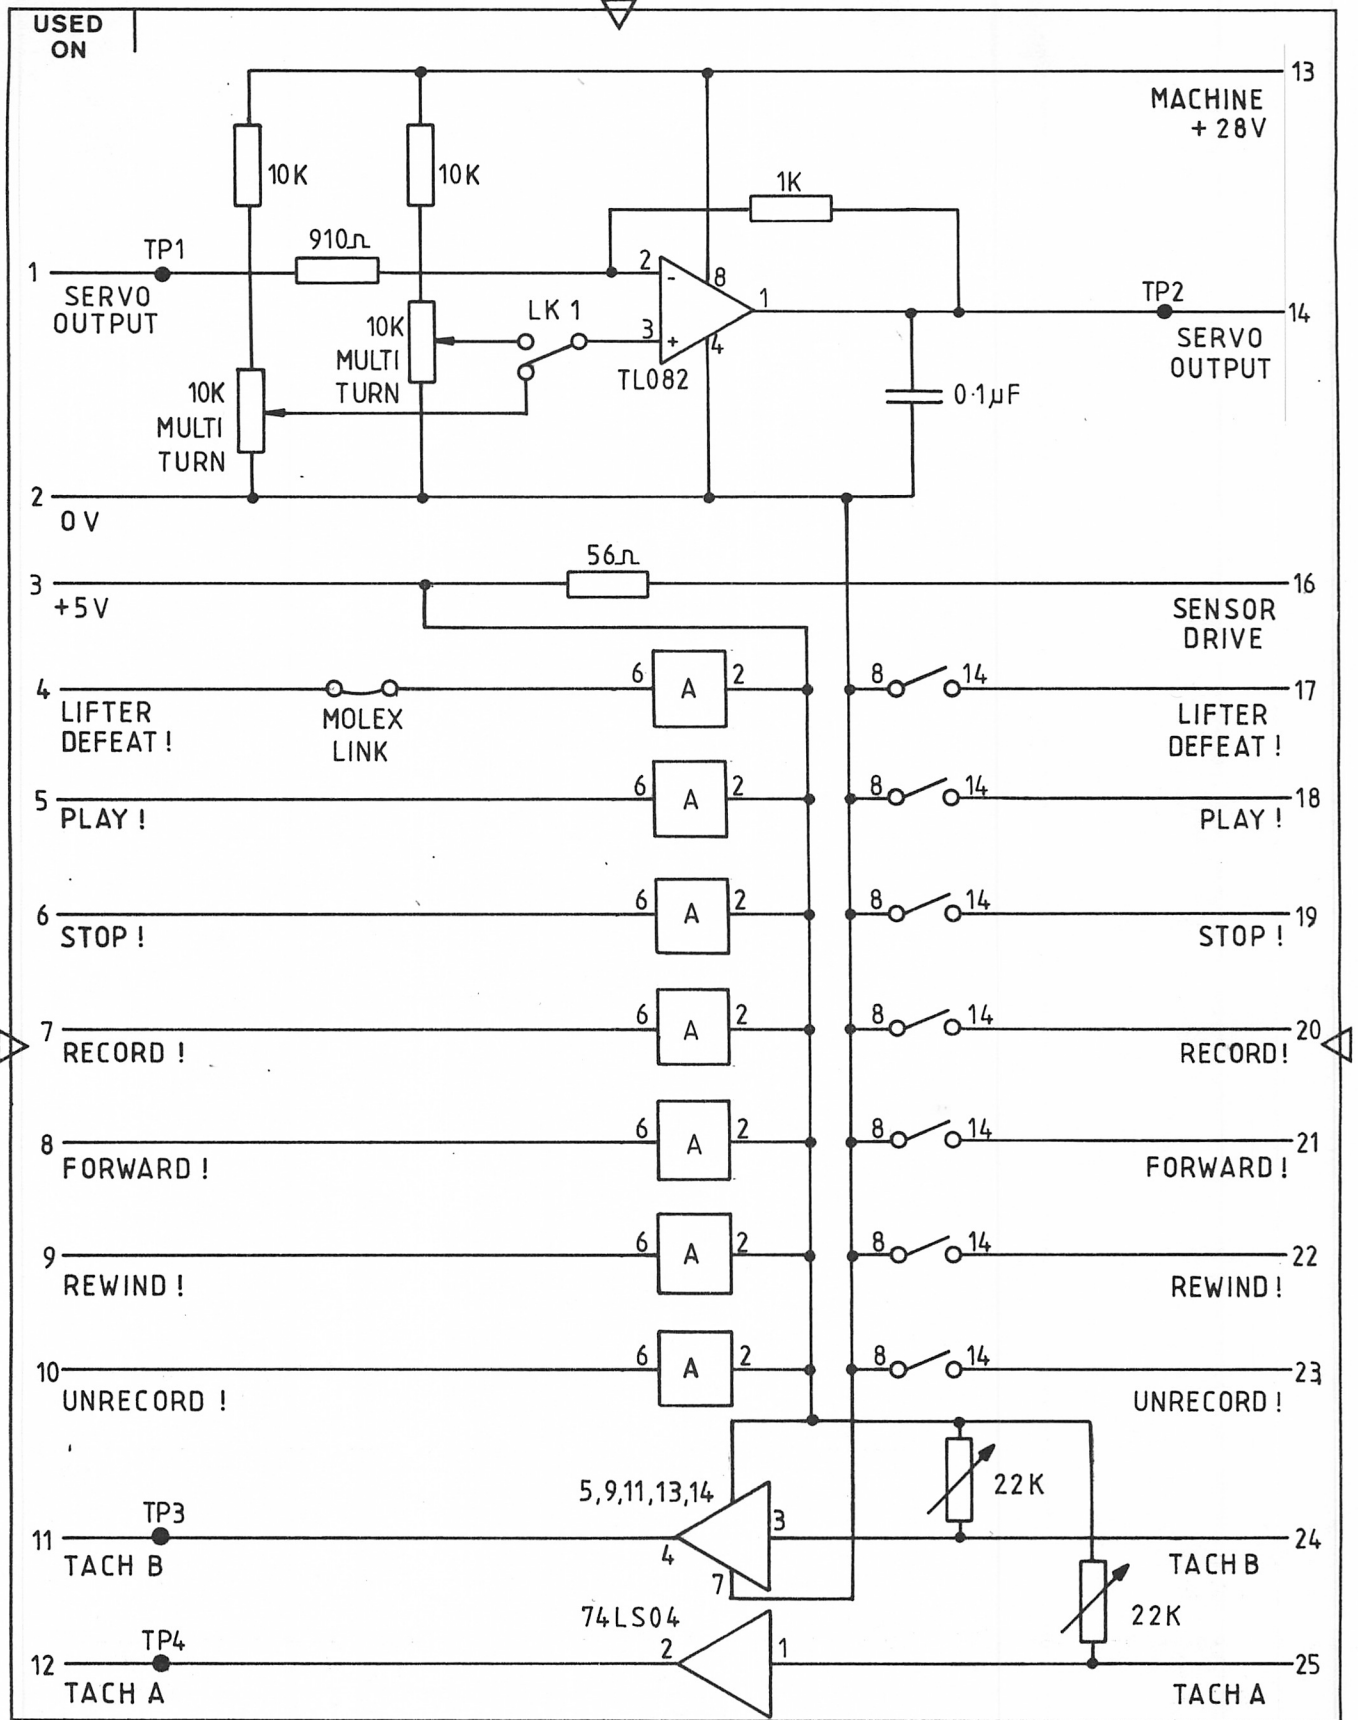 USED
ON
13
MACHINE
+28V
10K
10K
1K
TP1
910Ω
1
SERVO
OUTPUT
2
-
8
LK 1
3
+
4
1
TL082
TP2
14
SERVO
OUTPUT
10K
MULTI
TURN
10K
MULTI
TURN
0·1µF
2
0V
56Ω
3
+5V
16
SENSOR
DRIVE
4
6
A
2
8
14
17
LIFTER
DEFEAT !
MOLEX
LINK
LIFTER
DEFEAT !
5
6
A
2
8
14
18
PLAY !
PLAY !
6
6
A
2
8
14
19
STOP !
STOP !
7
6
A
2
8
14
20
RECORD !
RECORD!
8
6
A
2
8
14
21
FORWARD !
FORWARD!
9
6
A
2
8
14
22
REWIND !
REWIND!
10
6
A
2
8
14
23
UNRECORD !
UNRECORD!
5,9,11,13,14
22K
TP3
11
4
3
24
TACH B
7
TACH B
74LS04
22K
TP4
12
2
1
25
TACH A
TACH A